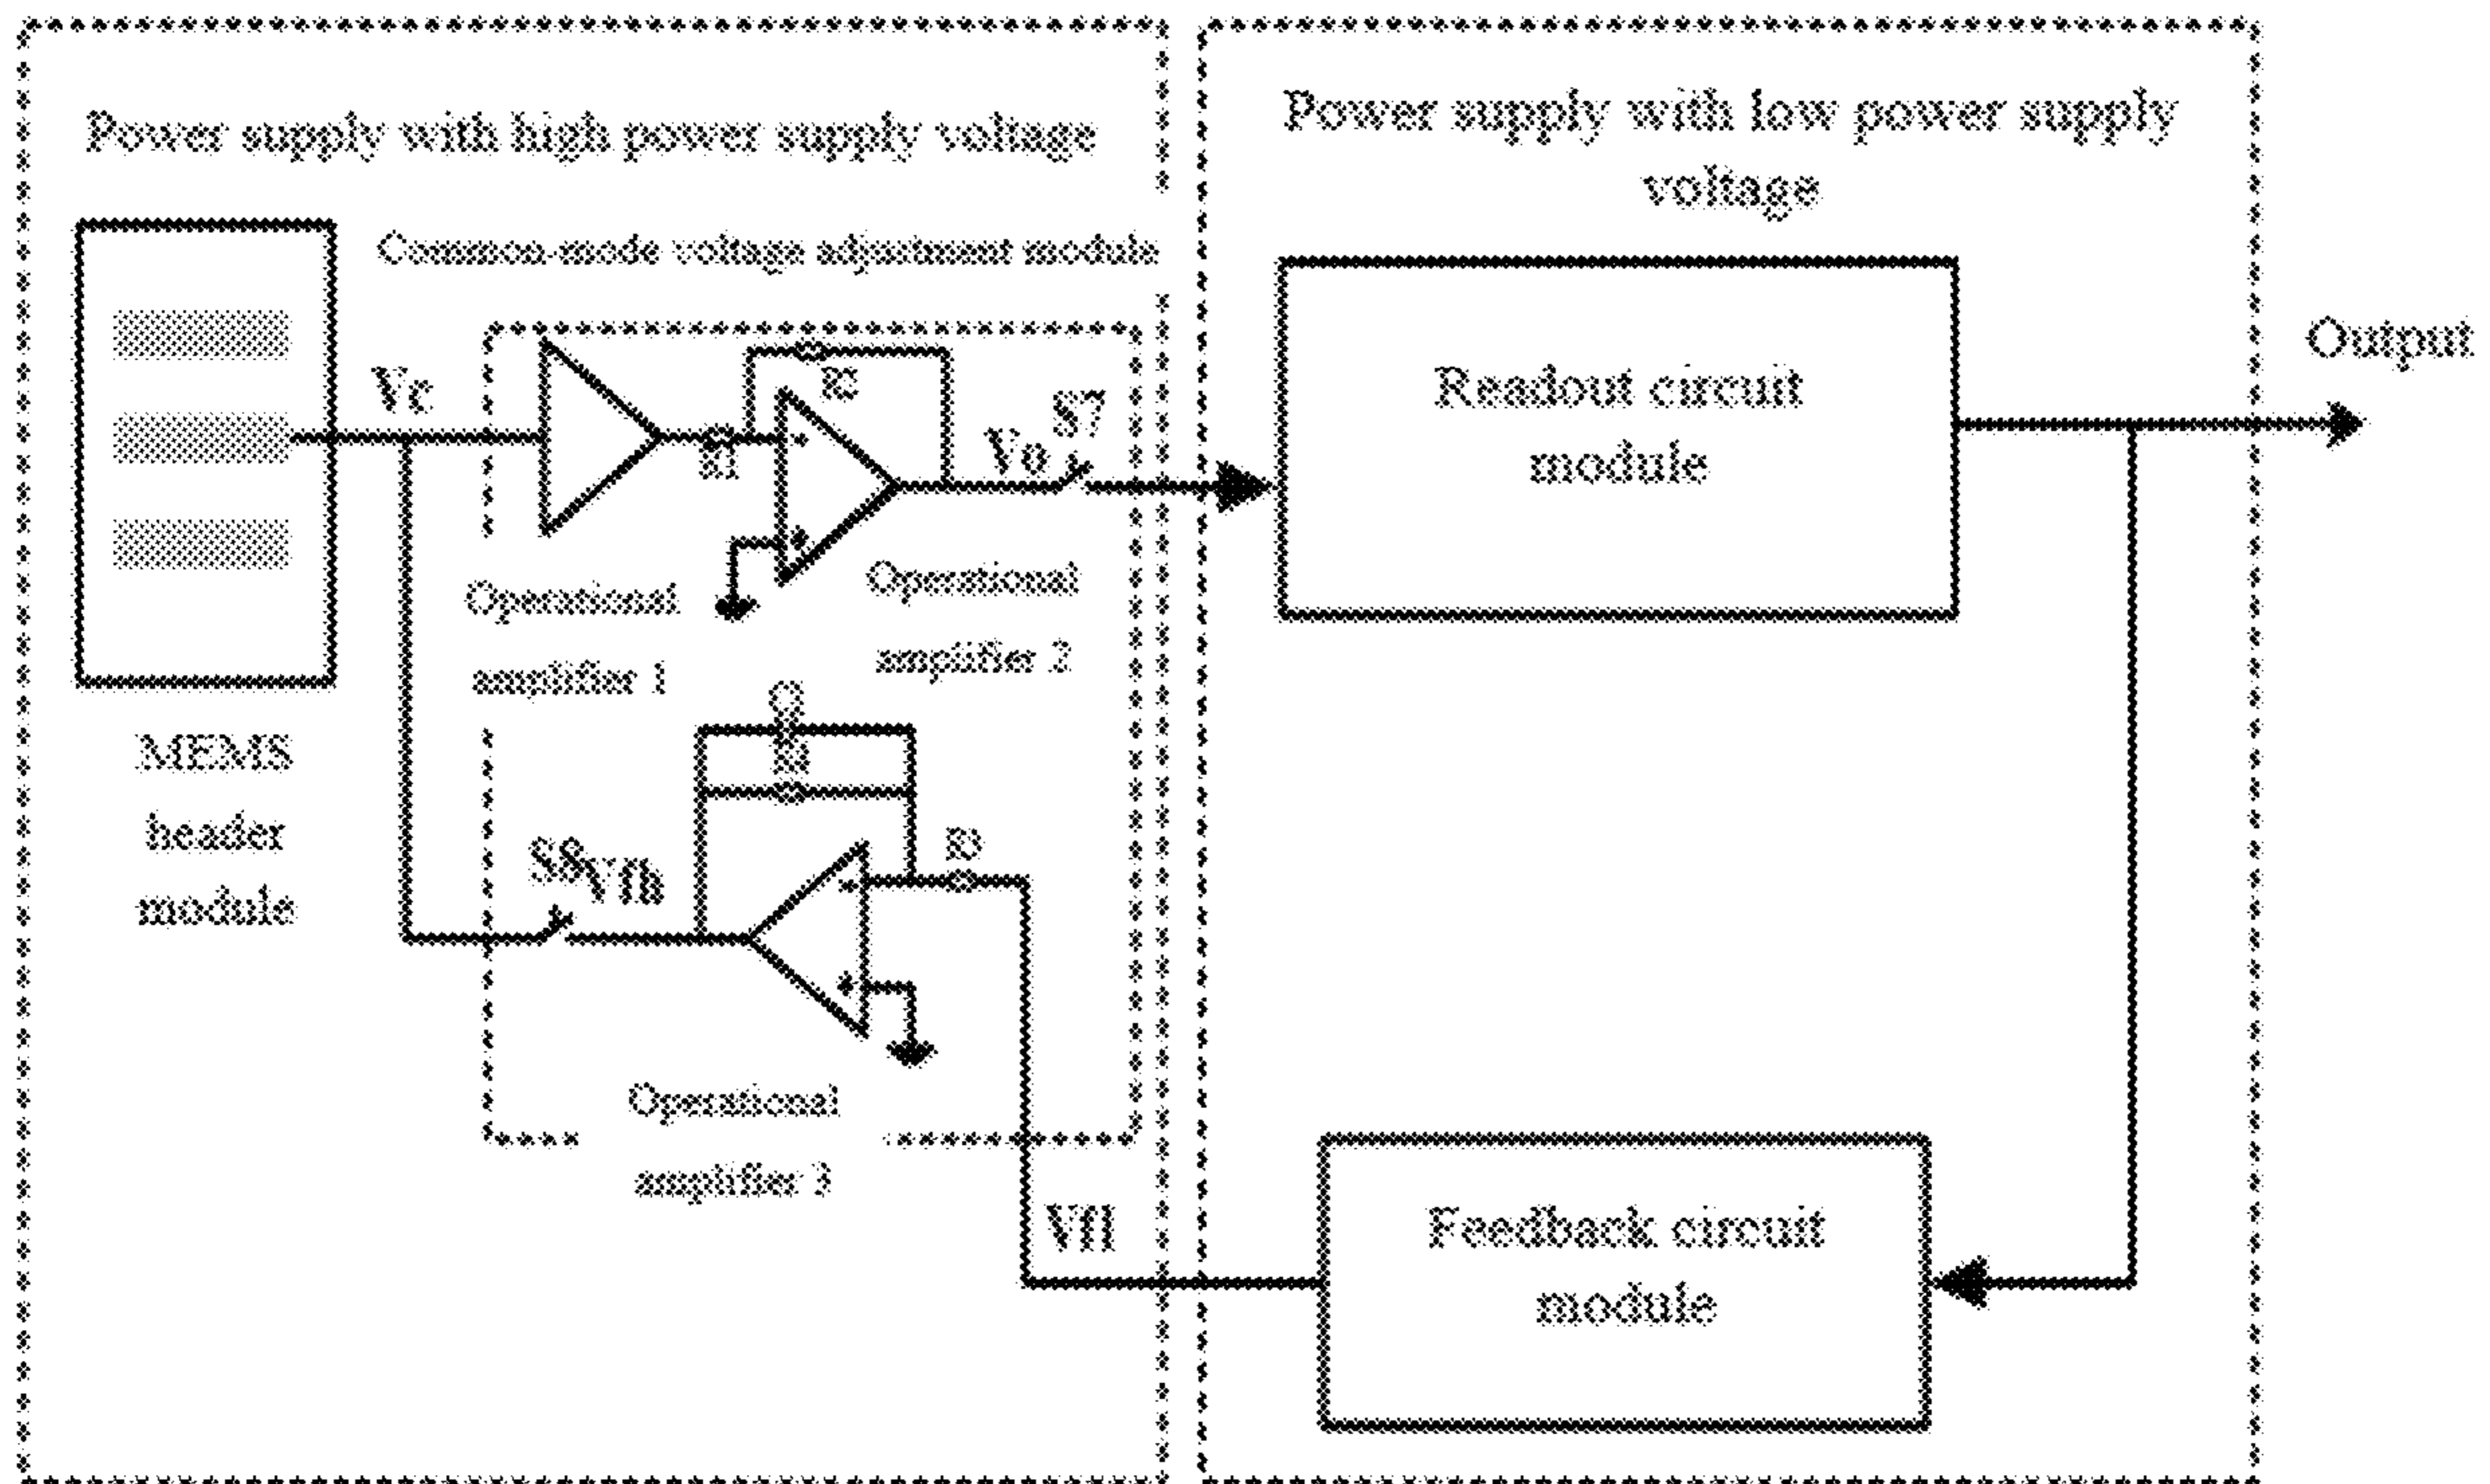 Power supply with high power supply voltage
Power supply with low power supply
voltage
Common-mode voltage adjustment module
Vc
R1
R2
Vo
S7
Readout circuit
module
Output
Operational
amplifier 1
Operational
amplifier 2
MEMS
header
module
S8
Vfh
Operational
amplifier 3
Feedback circuit
module